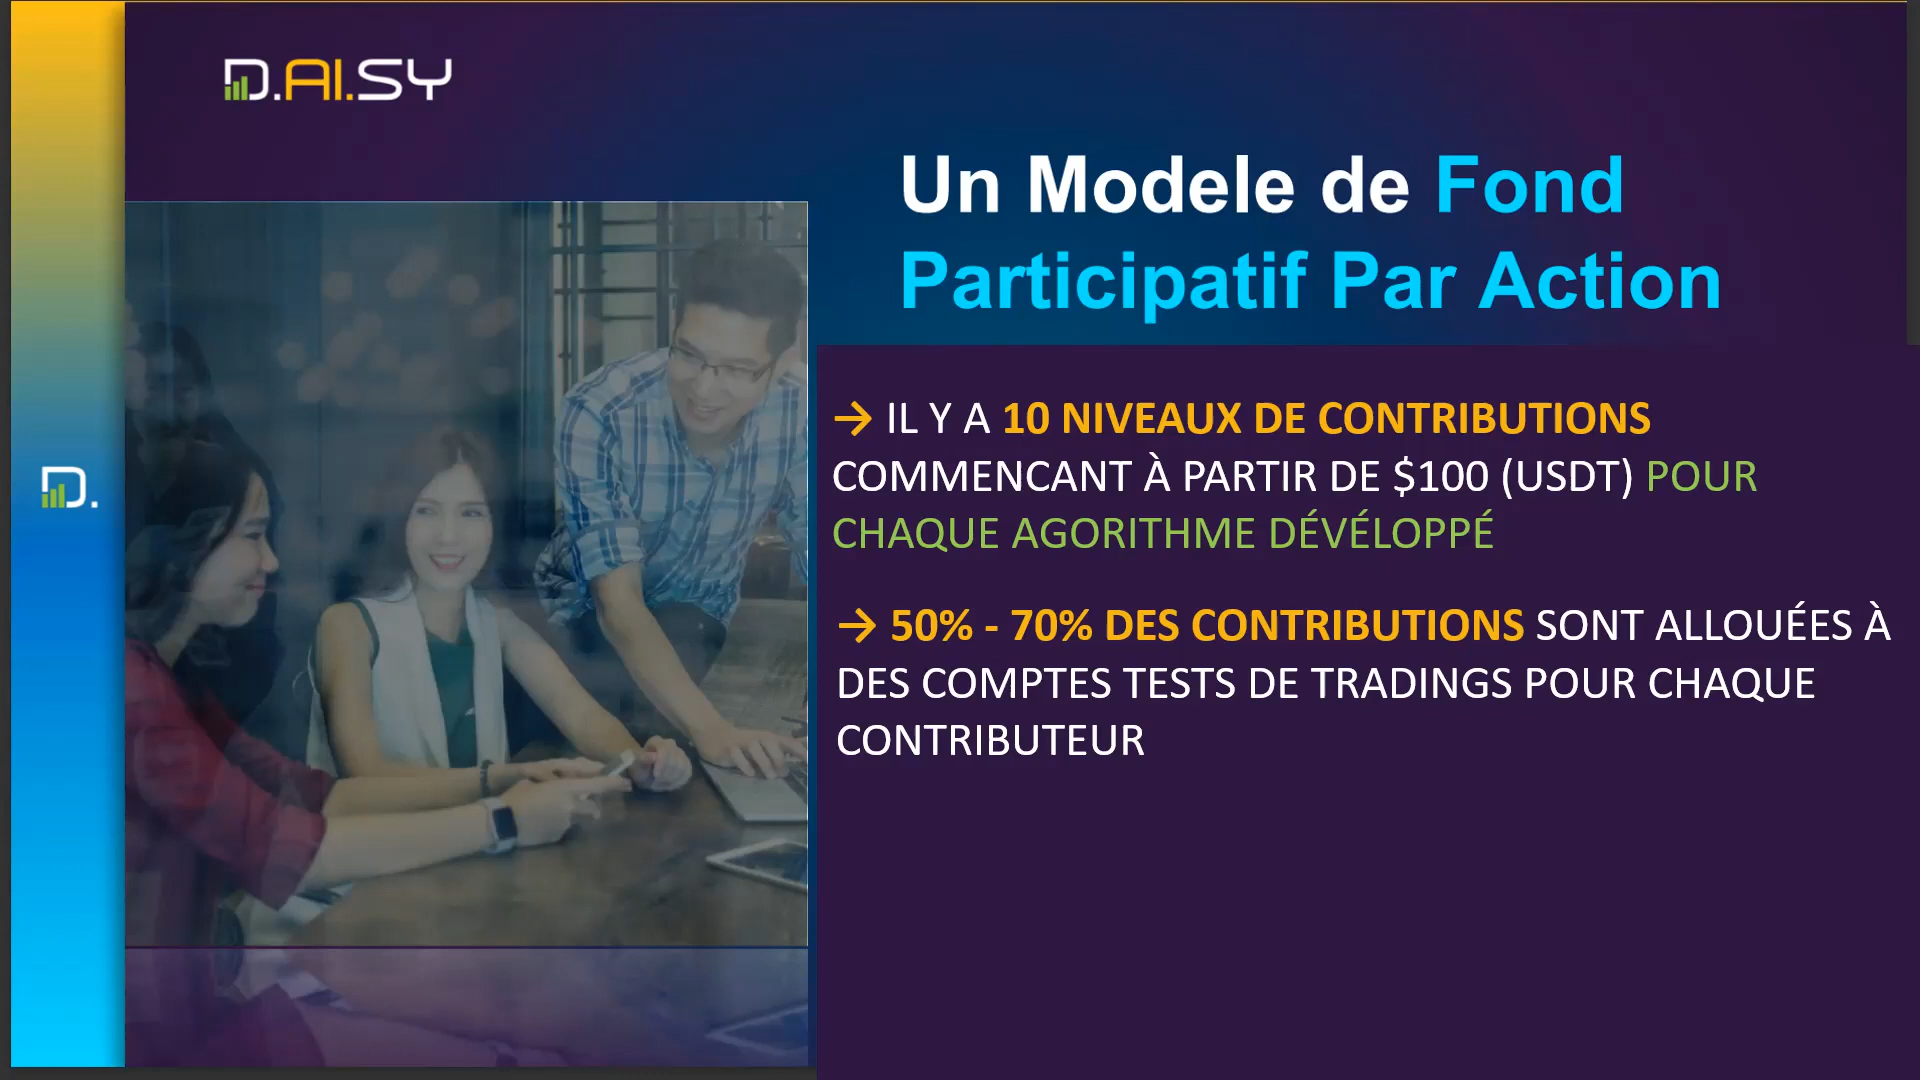 D.AI.SY
Un Modele de Fond
Participatif Par Action
D.
→ IL Y A 10 NIVEAUX DE CONTRIBUTIONS
COMMENCANT À PARTIR DE $100 (USDT) POUR
CHAQUE AGORITHME DÉVÉLOPPÉ
→ 50% - 70% DES CONTRIBUTIONS SONT ALLOUÉES À
DES COMPTES TESTS DE TRADINGS POUR CHAQUE
CONTRIBUTEUR